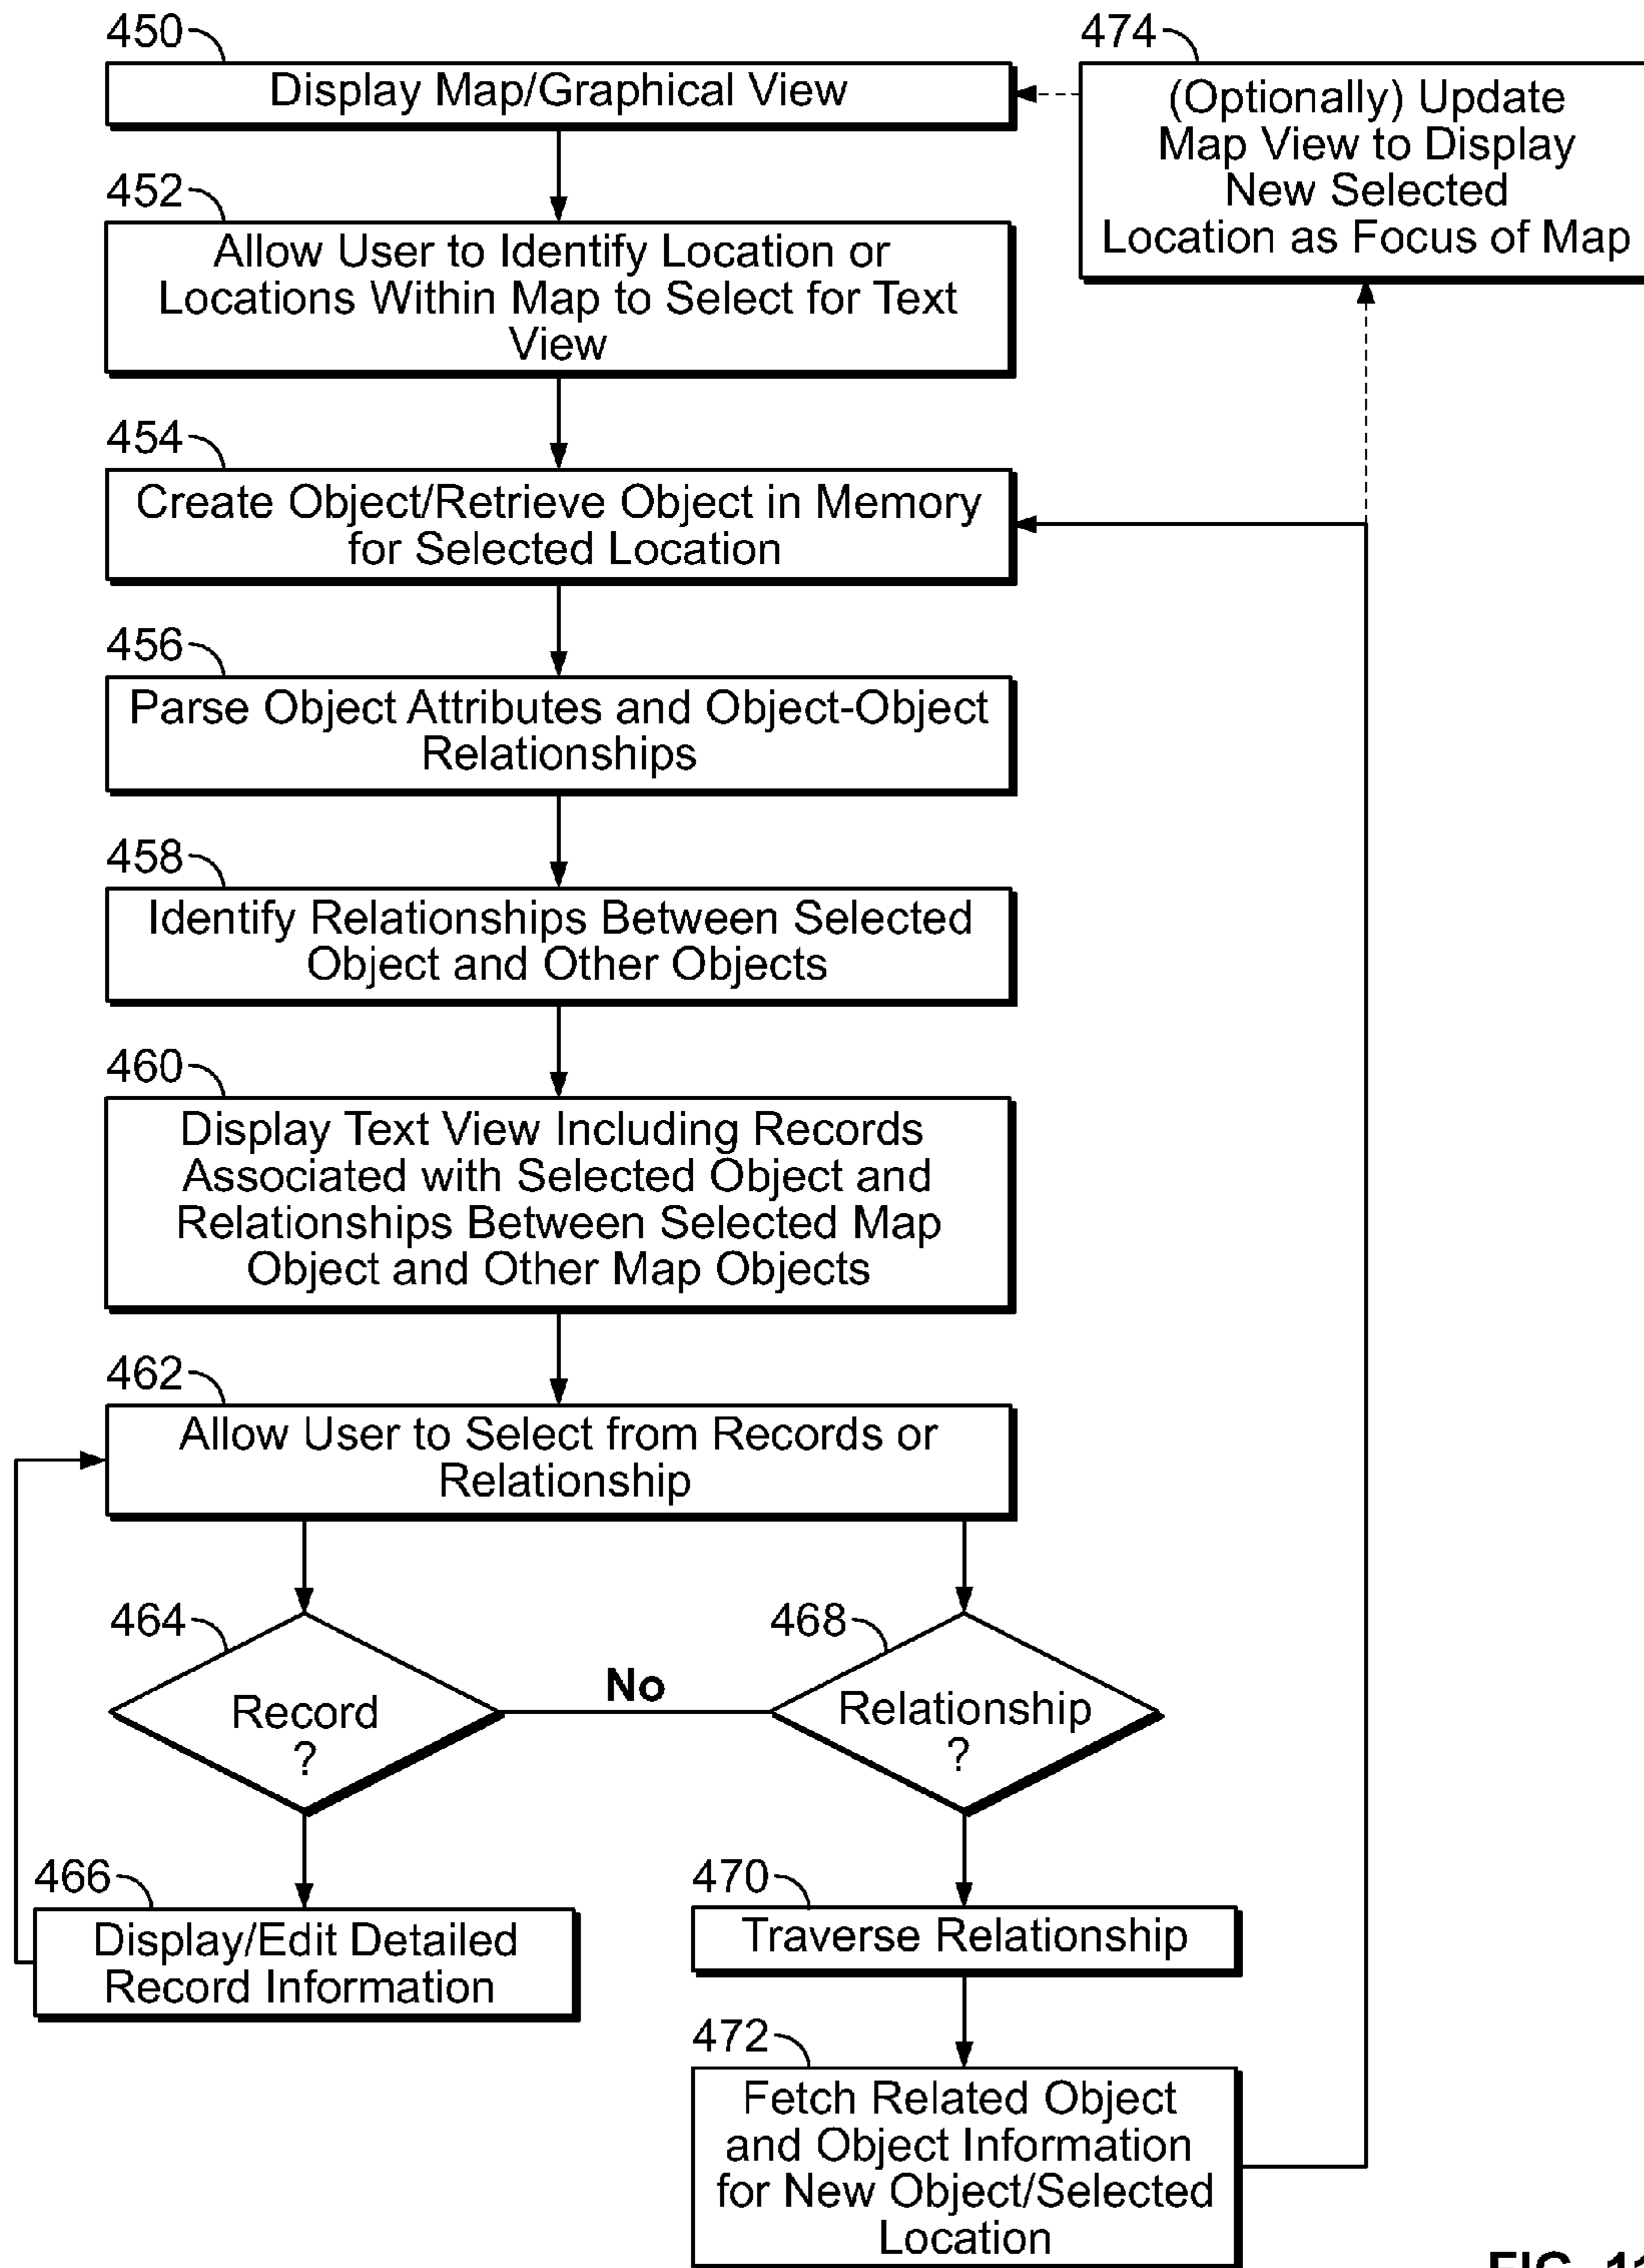 450
Display Map/Graphical View
474
(Optionally) Update
Map View to Display
New Selected
Location as Focus of Map
452
Allow User to Identify Location or
Locations Within Map to Select for Text
View
454
Create Object/Retrieve Object in Memory
for Selected Location
456
Parse Object Attributes and Object-Object
Relationships
458
Identify Relationships Between Selected
Object and Other Objects
460
Display Text View Including Records
Associated with Selected Object and
Relationships Between Selected Map
Object and Other Map Objects
462
Allow User to Select from Records or
Relationship
464
Record
?
No
468
Relationship
?
466
Display/Edit Detailed
Record Information
470
Traverse Relationship
472
Fetch Related Object
and Object Information
for New Object/Selected
Location
FIG.